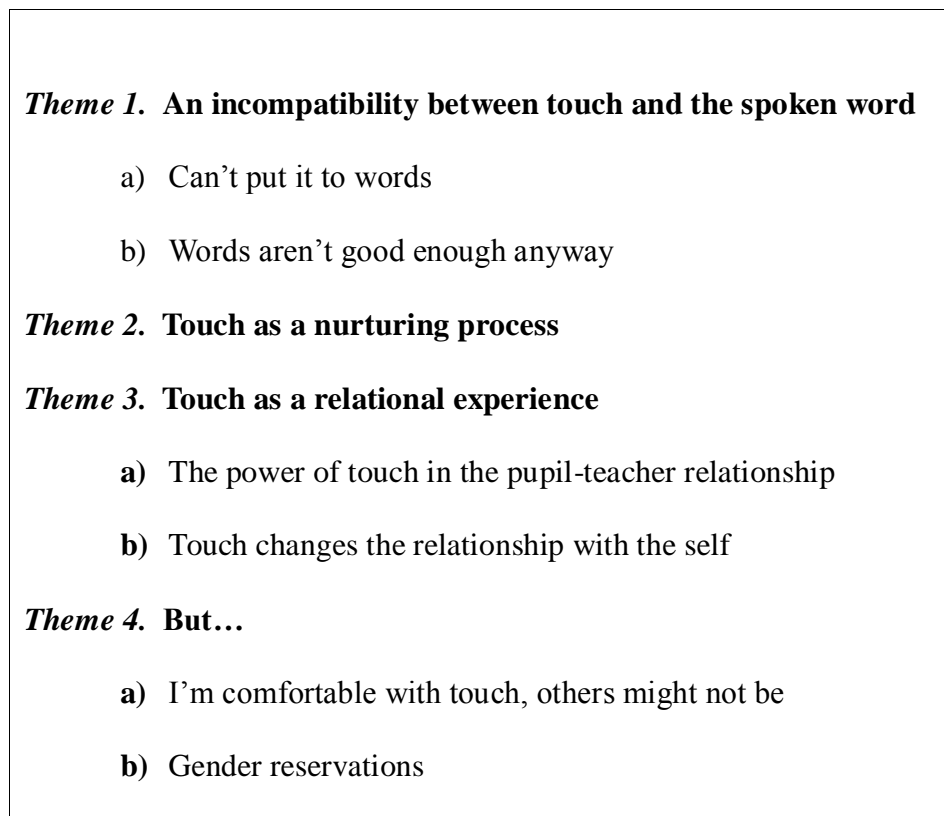 Theme 1. An incompatibility between touch and the spoken word
a) Can’t put it to words
b) Words aren’t good enough anyway
Theme 2. Touch as a nurturing process
Theme 3. Touch as a relational experience
a) The power of touch in the pupil-teacher relationship
b) Touch changes the relationship with the self
Theme 4. But…
a) I’m comfortable with touch, others might not be
b) Gender reservations